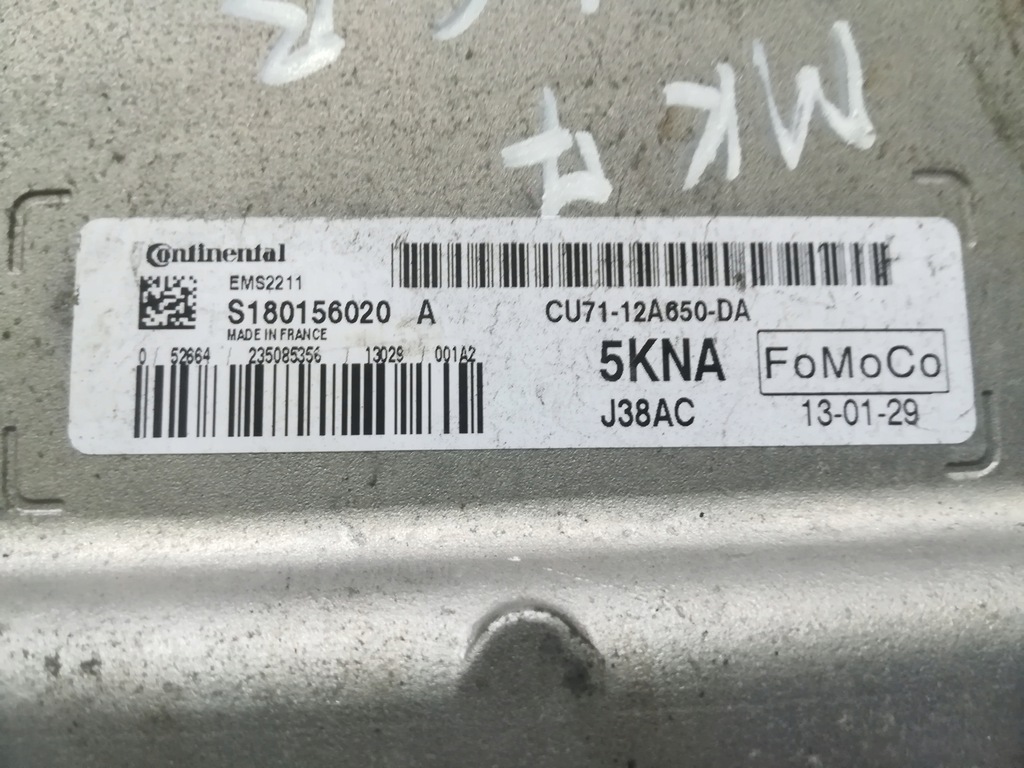 MK 7
Continental
EMS2211
S180156020 A
CU71-12A650-DA
MADE IN FRANCE
0 / 52664 / 235085356 / 13029 / 001A2
5KNA
FoMoCo
J38AC
13-01-29